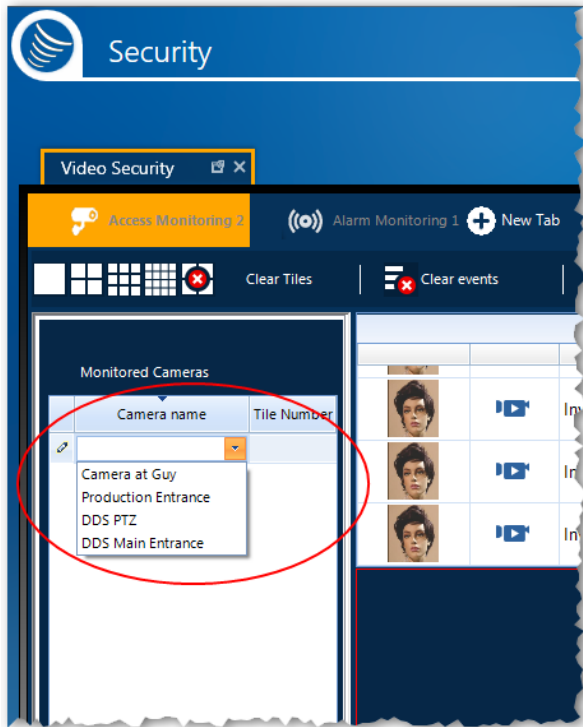 Security
Video Security
Access Monitoring 2
Alarm Monitoring 1
New Tab
Clear Tiles
Clear events
Monitored Cameras
Camera name
Tile Number
Camera at Guy
Production Entrance
DDS PTZ
DDS Main Entrance